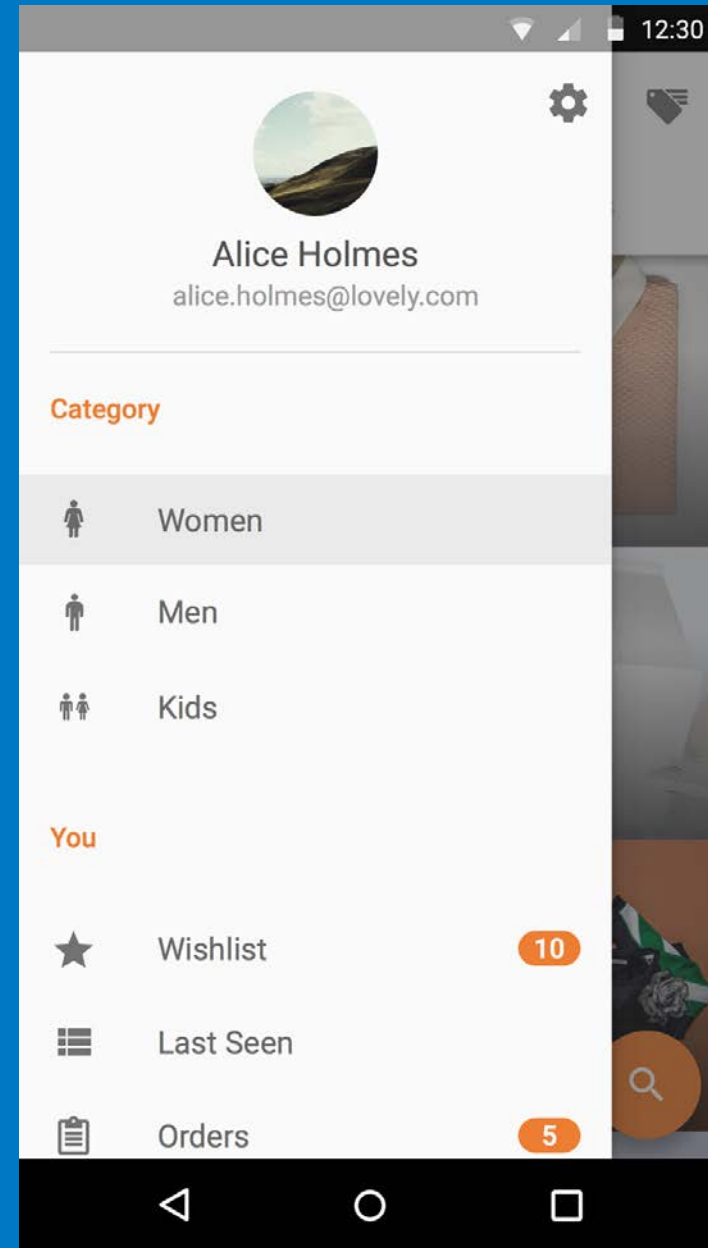 12:30
Alice Holmes
alice.holmes@lovely.com
Category
Women
Men
Kids
You
Wishlist 10
Last Seen
Orders 5